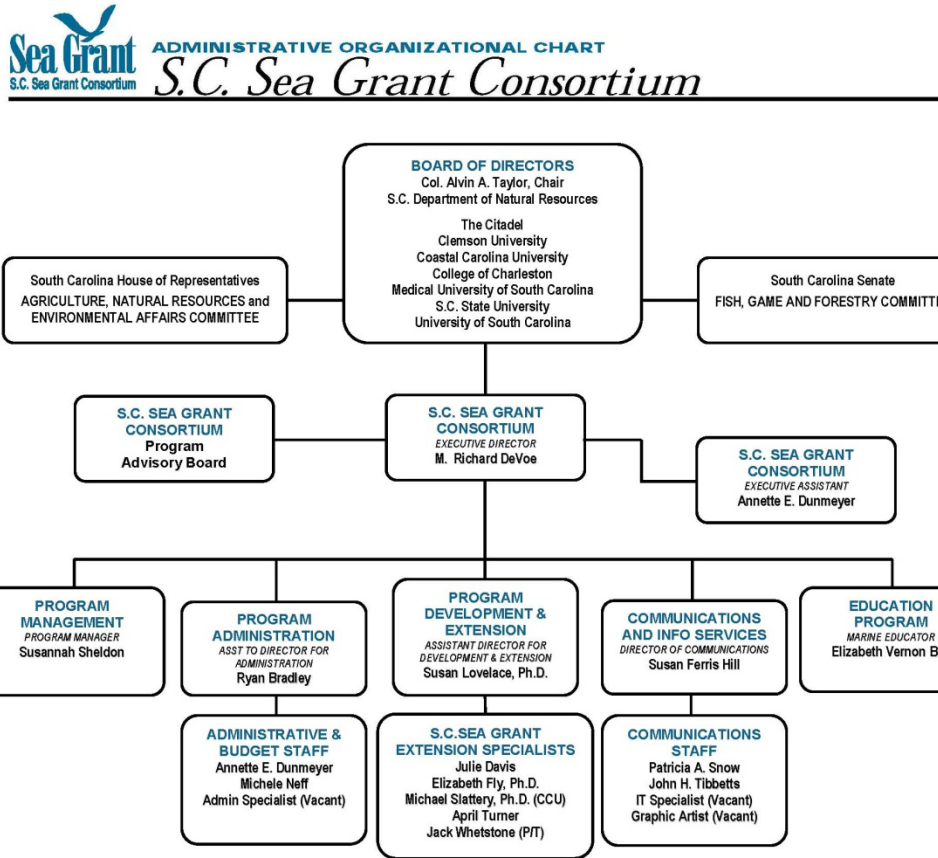 Sea Grant
S.C. Sea Grant Consortium
ADMINISTRATIVE ORGANIZATIONAL CHART
S.C. Sea Grant Consortium
BOARD OF DIRECTORS
Col. Alvin A. Taylor, Chair
S.C. Department of Natural Resources
The Citadel
Clemson University
Coastal Carolina University
College of Charleston
Medical University of South Carolina
S.C. State University
University of South Carolina
South Carolina House of Representatives
AGRICULTURE, NATURAL RESOURCES and
ENVIRONMENTAL AFFAIRS COMMITTEE
South Carolina Senate
FISH, GAME AND FORESTRY
S.C. SEA GRANT
CONSORTIUM
Program
Advisory Board
S.C. SEA GRANT
CONSORTIUM
EXECUTIVE DIRECTOR
M. Richard DeVoe
S.C. SEA GRANT
CONSORTIUM
EXECUTIVE ASSISTANT
Annette E. Dunmeyer
PROGRAM
MANAGEMENT
PROGRAM MANAGER
Susannah Sheldon
PROGRAM
ADMINISTRATION
ASST TO DIRECTOR FOR
ADMINISTRATION
Ryan Bradley
PROGRAM
DEVELOPMENT &
EXTENSION
ASSISTANT DIRECTOR FOR
DEVELOPMENT & EXTENSION
Susan Lovelace, Ph.D.
COMMUNICATIONS
AND INFO SERVICES
DIRECTOR OF COMMUNICATIONS
Susan Ferris Hill
EDUCATION
PROGRAM
MARINE EDUCATOR
Elizabeth Vernon
ADMINISTRATIVE &
BUDGET STAFF
Annette E. Dunmeyer
Michele Neff
Admin Specialist (Vacant)
S.C.SEA GRANT
EXTENSION SPECIALISTS
Julie Davis
Elizabeth Fly, Ph.D.
Michael Slattery, Ph.D. (CCU)
April Turner
Jack Whetstone (P/T)
COMMUNICATIONS
STAFF
Patricia A. Snow
John H. Tibbetts
IT Specialist (Vacant)
Graphic Artist (Vacant)